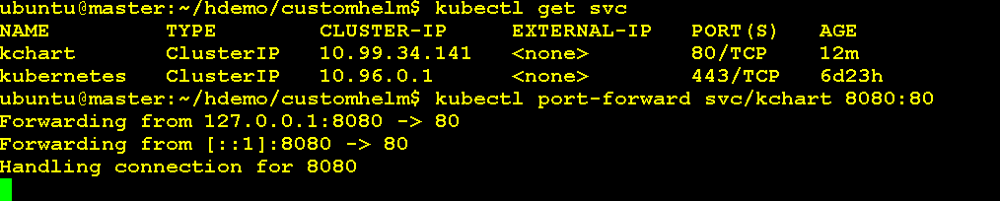 ubuntu@master:~/hdemo/customhelm$ kubectl get svc
NAME         TYPE        CLUSTER-IP     EXTERNAL-IP   PORT(S)   AGE
kchart       ClusterIP   10.99.34.141   <none>        80/TCP    12m
kubernetes   ClusterIP   10.96.0.1      <none>        443/TCP   6d23h
ubuntu@master:~/hdemo/customhelm$ kubectl port-forward svc/kchart 8080:80
Forwarding from 127.0.0.1:8080 -> 80
Forwarding from [::1]:8080 -> 80
Handling connection for 8080